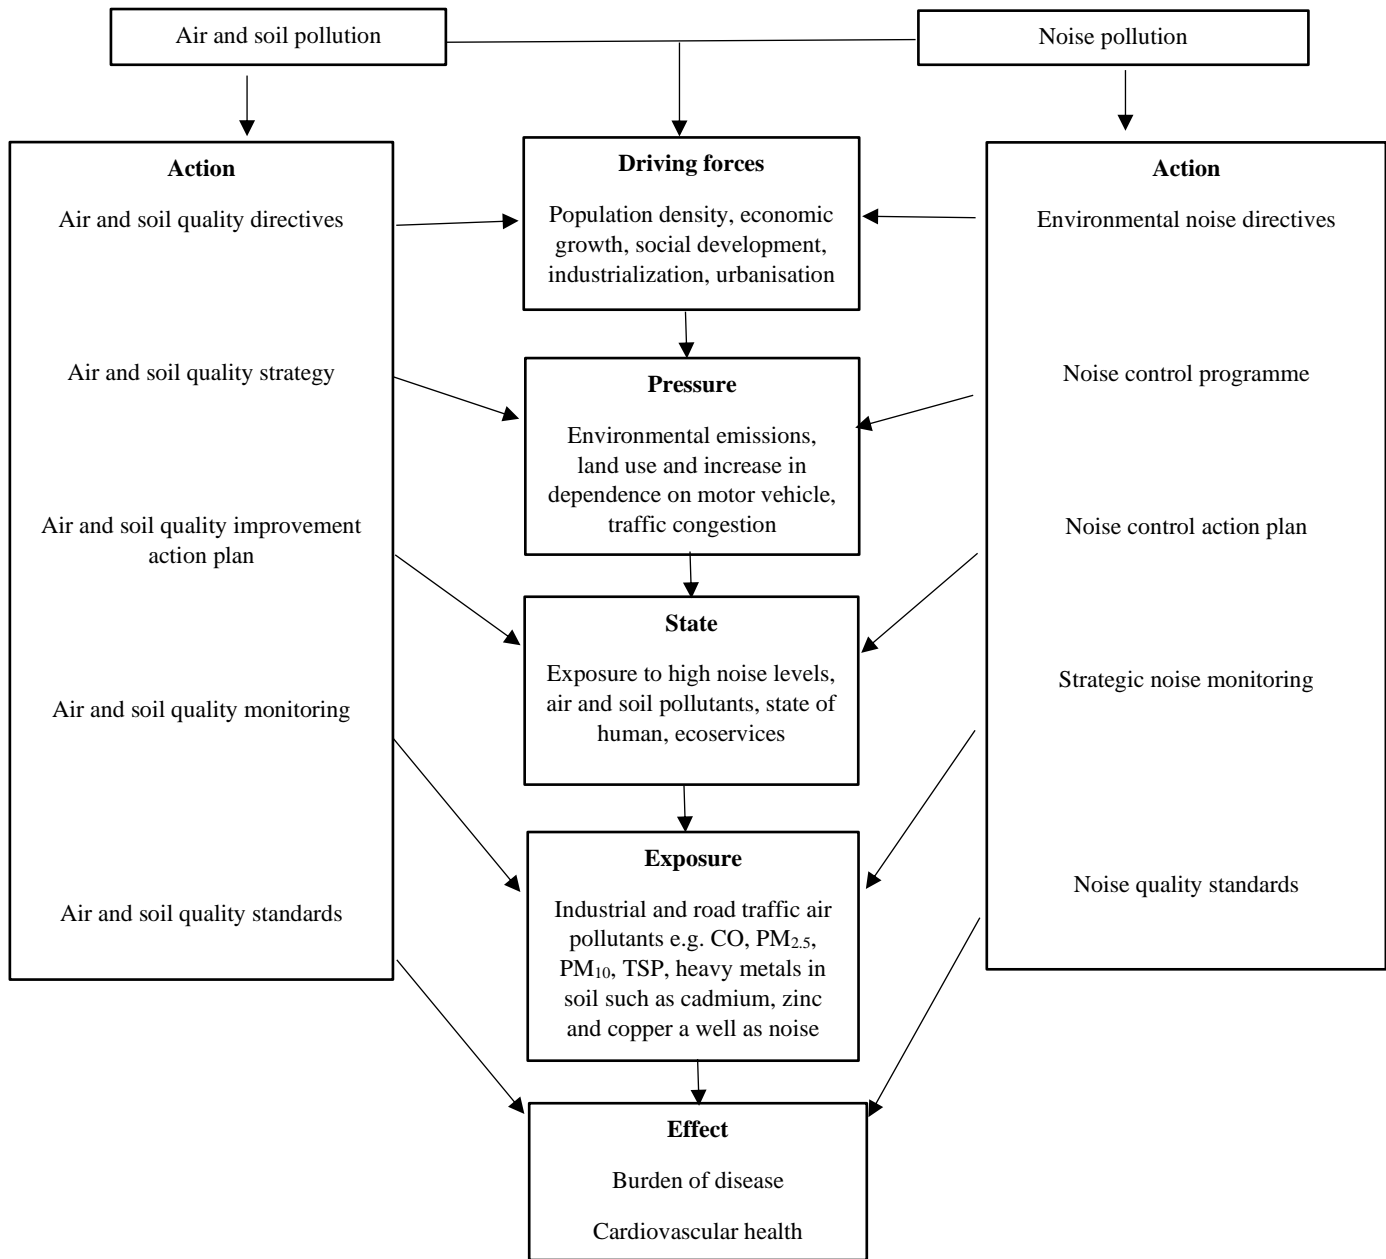 Air and soil pollution
Noise pollution
Action
Air and soil quality directives
Air and soil quality strategy
Air and soil quality improvement
action plan
Air and soil quality monitoring
Air and soil quality standards
Driving forces
Population density, economic
growth, social development,
industrialization, urbanisation
Pressure
Environmental emissions,
land use and increase in
dependence on motor vehicle,
traffic congestion
State
Exposure to high noise levels,
air and soil pollutants, state of
human, ecoservices
Exposure
Industrial and road traffic air
pollutants e.g. CO, PM2.5,
PM10, TSP, heavy metals in
soil such as cadmium, zinc
and copper a well as noise
Effect
Burden of disease
Cardiovascular health
Action
Environmental noise directives
Noise control programme
Noise control action plan
Strategic noise monitoring
Noise quality standards